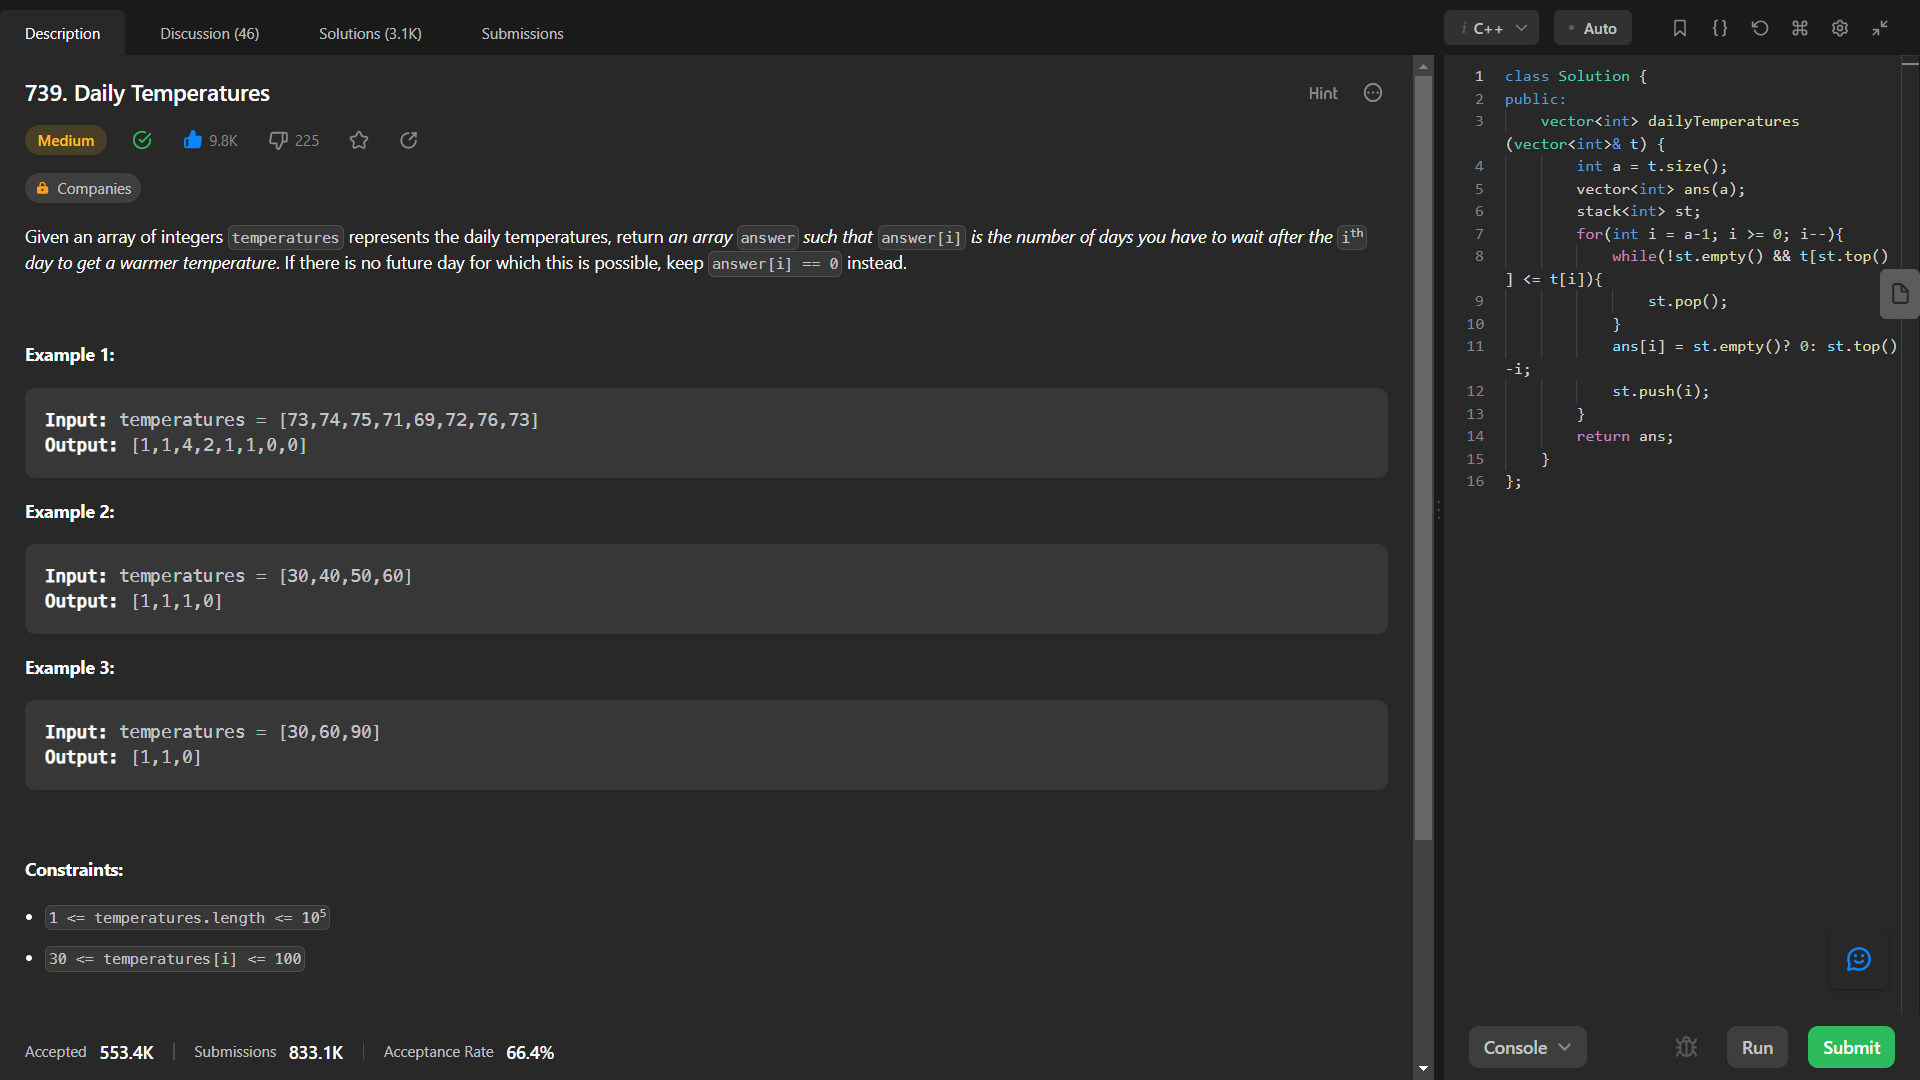 Description
Discussion (46)
Solutions (3.1K)
Submissions
739. Daily Temperatures
Hint
Medium
9.8K
225
Companies
Given an array of integers temperatures represents the daily temperatures, return an array answer such that answer[i] is the number of days you have to wait after the ith
day to get a warmer temperature. If there is no future day for which this is possible, keep answer[i] == 0 instead.
Example 1:
Input: temperatures = [73,74,75,71,69,72,76,73]
Output: [1,1,4,2,1,1,0,0]
Example 2:
Input: temperatures = [30,40,50,60]
Output: [1,1,1,0]
Example 3:
Input: temperatures = [30,60,90]
Output: [1,1,0]
Constraints:
• 1 <= temperatures.length <= 10⁵
• 30 <= temperatures[i] <= 100
Accepted 553.4K
Submissions 833.1K
Acceptance Rate 66.4%
i C++
• Auto
{}
1 class Solution {
2 public:
3 vector<int> dailyTemperatures
(vector<int>& t) {
4 int a = t.size();
5 vector<int> ans(a);
6 stack<int> st;
7 for(int i = a-1; i >= 0; i--){
8 while(!st.empty() && t[st.top()
] <= t[i]){
9 st.pop();
10 }
11 ans[i] = st.empty()? 0: st.top()
-i;
12 st.push(i);
13 }
14 return ans;
15 }
16 };
Console
Run
Submit